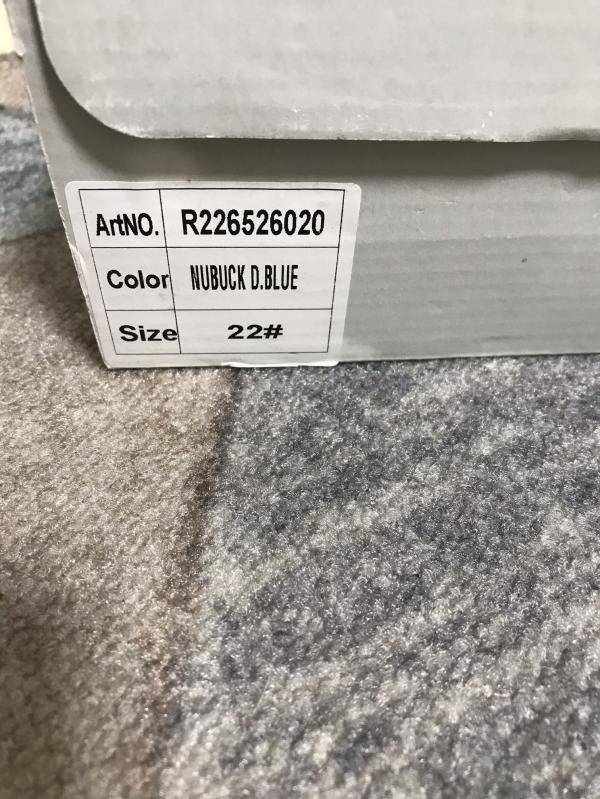 ArtNO. R226526020
Color NUBUCK D.BLUE
Size 22#